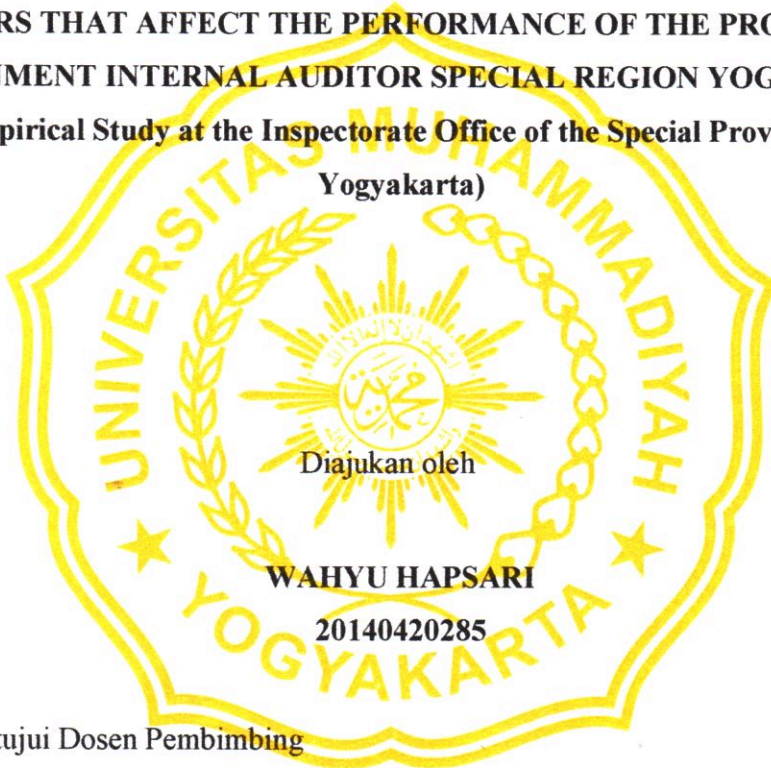 RS THAT AFFECT THE PERFORMANCE OF THE PRO
NMENT INTERNAL AUDITOR SPECIAL REGION YOG
pirical Study at the Inspectorate Office of the Special Prov
Yogyakarta)
UNIVERSITAS MUHAMMADIYAH
Diajukan oleh
WAHYU HAPSARI
20140420285
YOGYAKARTA
tujui Dosen Pembimbing